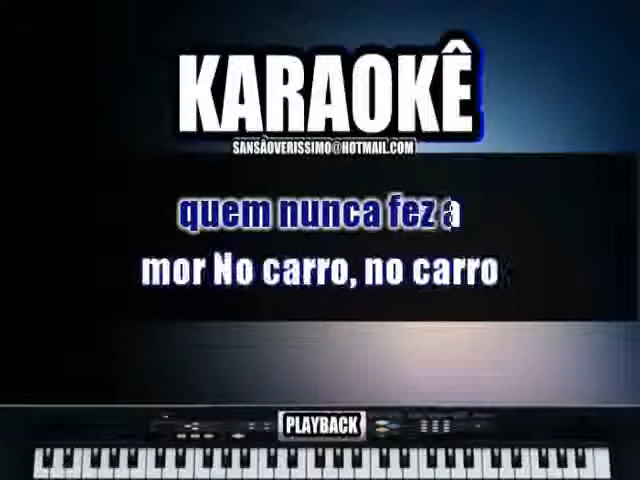 KARAOKÊ
SANSÃOVERISSIMO@HOTMAIL.COM
quem nunca fez a
mor No carro, no carro
PLAYBACK